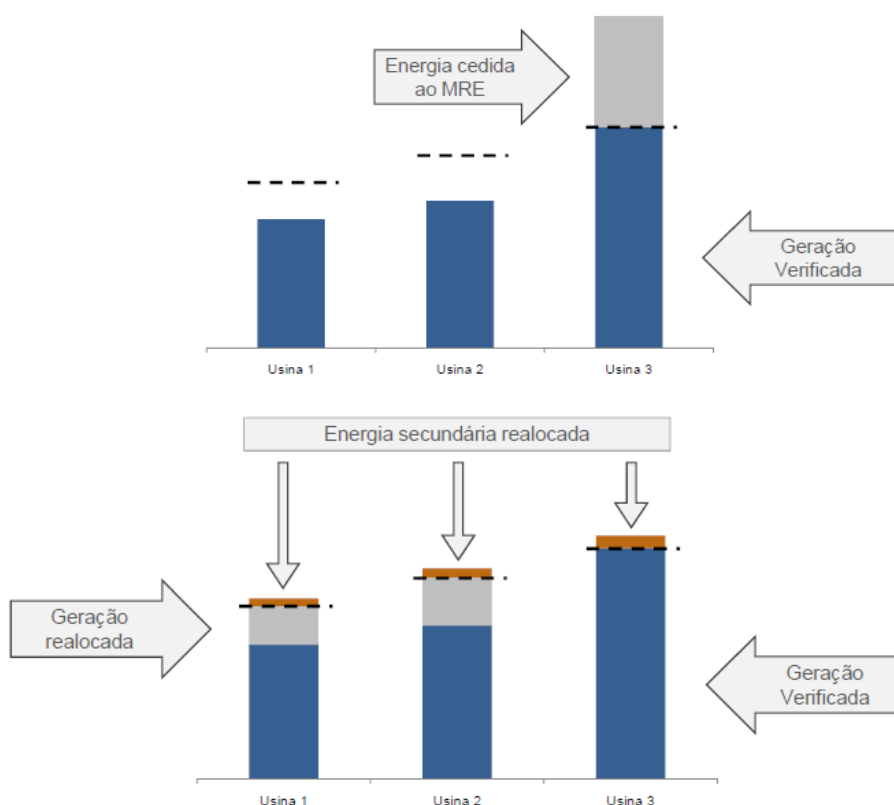 Energia cedida
ao MRE
Geração
Verificada
Usina 1
Usina 2
Usina 3
Energia secundária realocada
Geração
realocada
Geração
Verificada
Usina 1
Usina 2
Usina 3